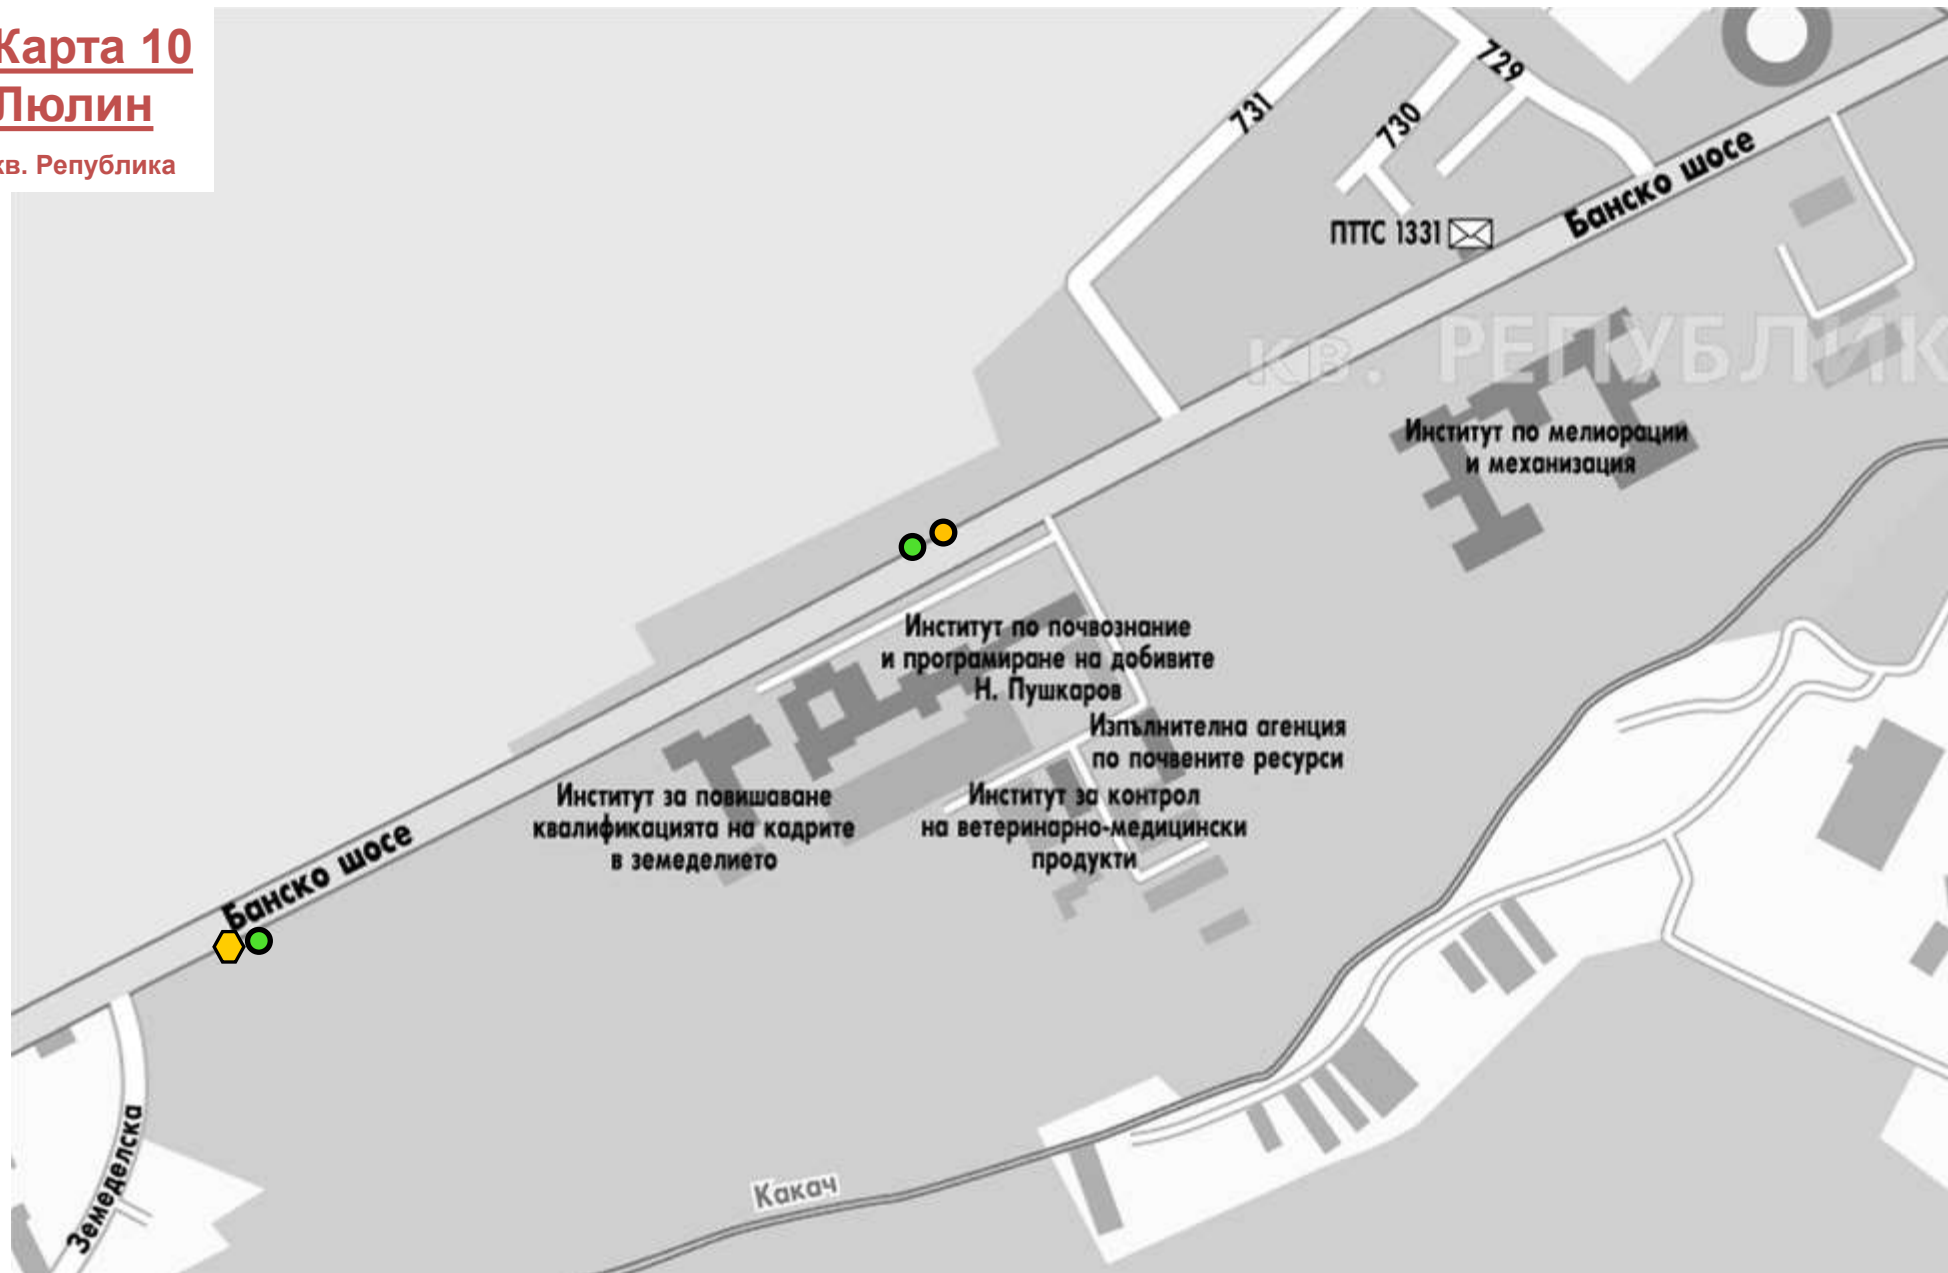 Карта 10
Люлин
кв. Република
731
730
729
Банско шосе
ПТТС 1331
КВ. РЕПУБЛИК
Институт по мелиорации
и механизация
Институт по почвознание
и програмиране на добивите
Н. Пушкаров
Изпълнителна агенция
по почвените ресурси
Институт за повишаване
квалификацията на кадрите
в земеделието
Институт за контрол
на ветеринарно-медицински
продукти
Банско шосе
Земеделска
Какач